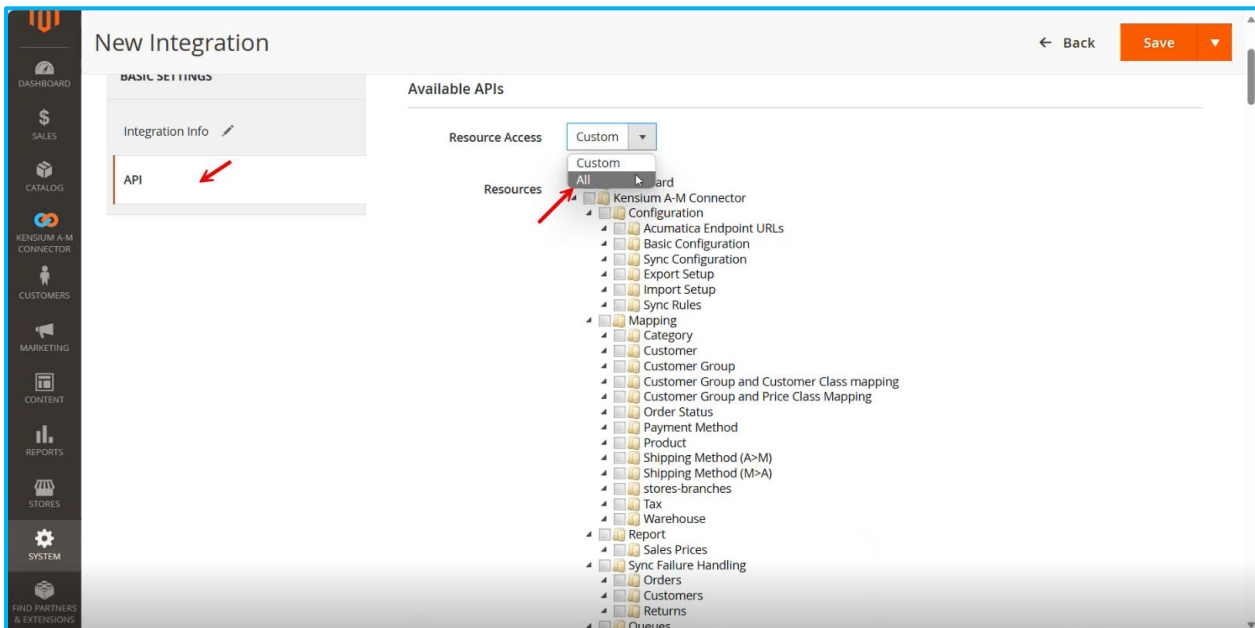 New Integration
Back
Save
DASHBOARD
SALES
CATALOG
KENSIUM A-M
CONNECTOR
CUSTOMERS
MARKETING
CONTENT
REPORTS
STORES
SYSTEM
FIND PARTNERS
& EXTENSIONS
BASIC SETTINGS
Integration Info
API
Available APIs
Resource Access
Custom
Custom
All
Resources
Kensium A-M Connector
Configuration
Acumatica Endpoint URLs
Basic Configuration
Sync Configuration
Export Setup
Import Setup
Sync Rules
Mapping
Category
Customer
Customer Group
Customer Group and Customer Class mapping
Customer Group and Price Class Mapping
Order Status
Payment Method
Product
Shipping Method (A>M)
Shipping Method (M>A)
stores-branches
Tax
Warehouse
Report
Sales Prices
Sync Failure Handling
Orders
Customers
Returns
Queues